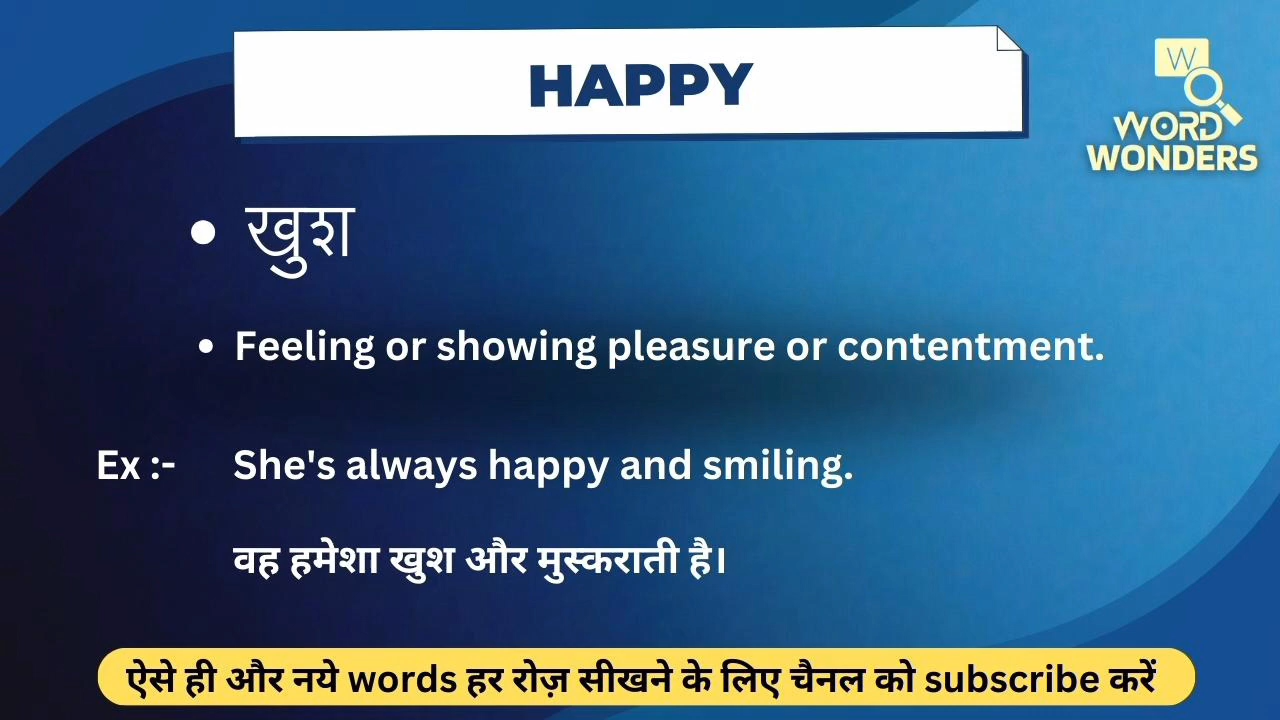 HAPPY
W
WORD
WONDERS
• खुश
• Feeling or showing pleasure or contentment.
Ex :- She's always happy and smiling.
वह हमेशा खुश और मुस्कराती है।
ऐसे ही और नये words हर रोज़ सीखने के लिए चैनल को subscribe करें